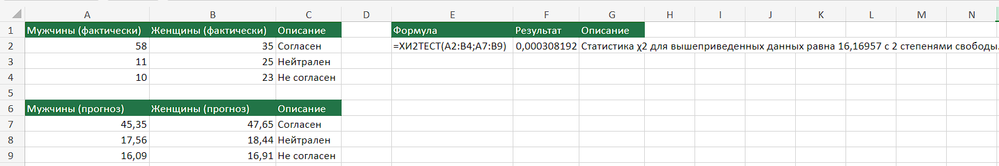 A B C D E F G H I J K L M N
1 Мужчины (фактически) Женщины (фактически) Описание Формула Результат Описание
2 58 35 Согласен =ХИ2ТЕСТ(A2:B4;A7:B9) 0,000308192 Статистика χ2 для вышеприведенных данных равна 16,16957 с 2 степенями свободы.
3 11 25 Нейтрален
4 10 23 Не согласен
5
6 Мужчины (прогноз) Женщины (прогноз) Описание
7 45,35 47,65 Согласен
8 17,56 18,44 Нейтрален
9 16,09 16,91 Не согласен